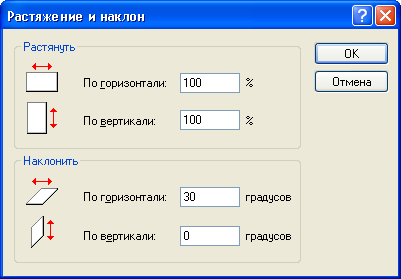 Растяжение и наклон
Растянуть
По горизонтали: 100 %
По вертикали: 100 %
Наклонить
По горизонтали: 30 градусов
По вертикали: 0 градусов
OK
Отмена